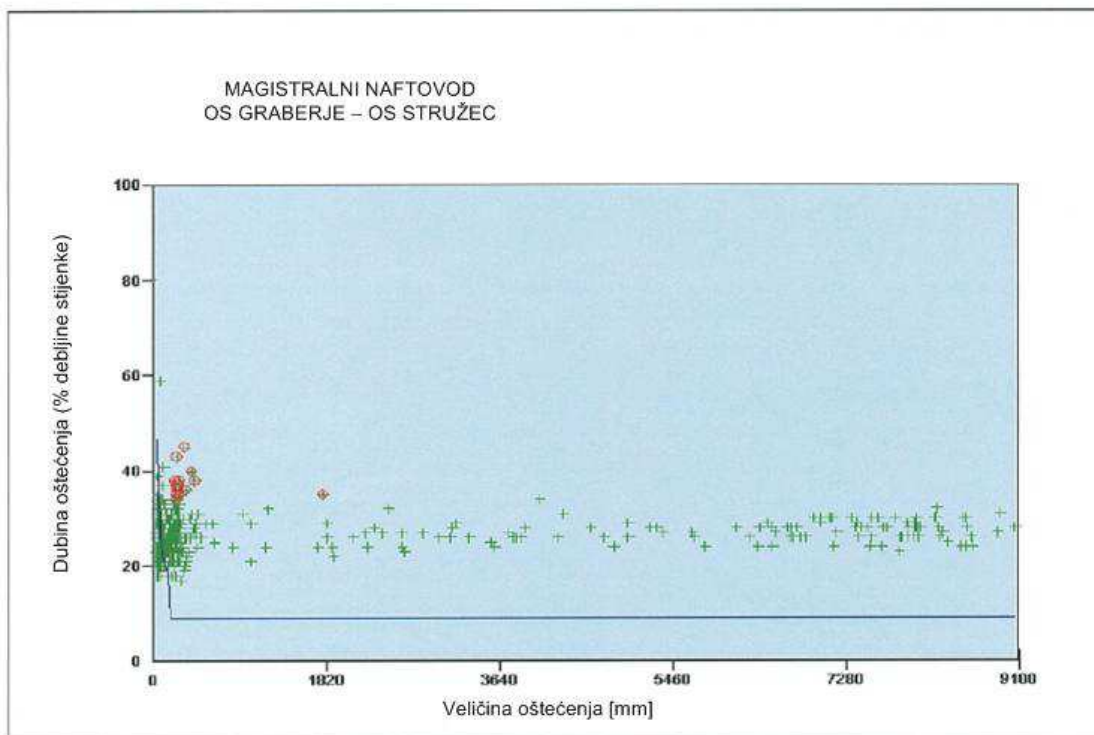 MAGISTRALNI NAFTOVOD
OS GRABERJE – OS STRUŽEC
100
80
60
40
20
0
Dubina oštećenja (% debljine stijenke)
0 1820 3640 5460 7280 9100
Veličina oštećenja [mm]